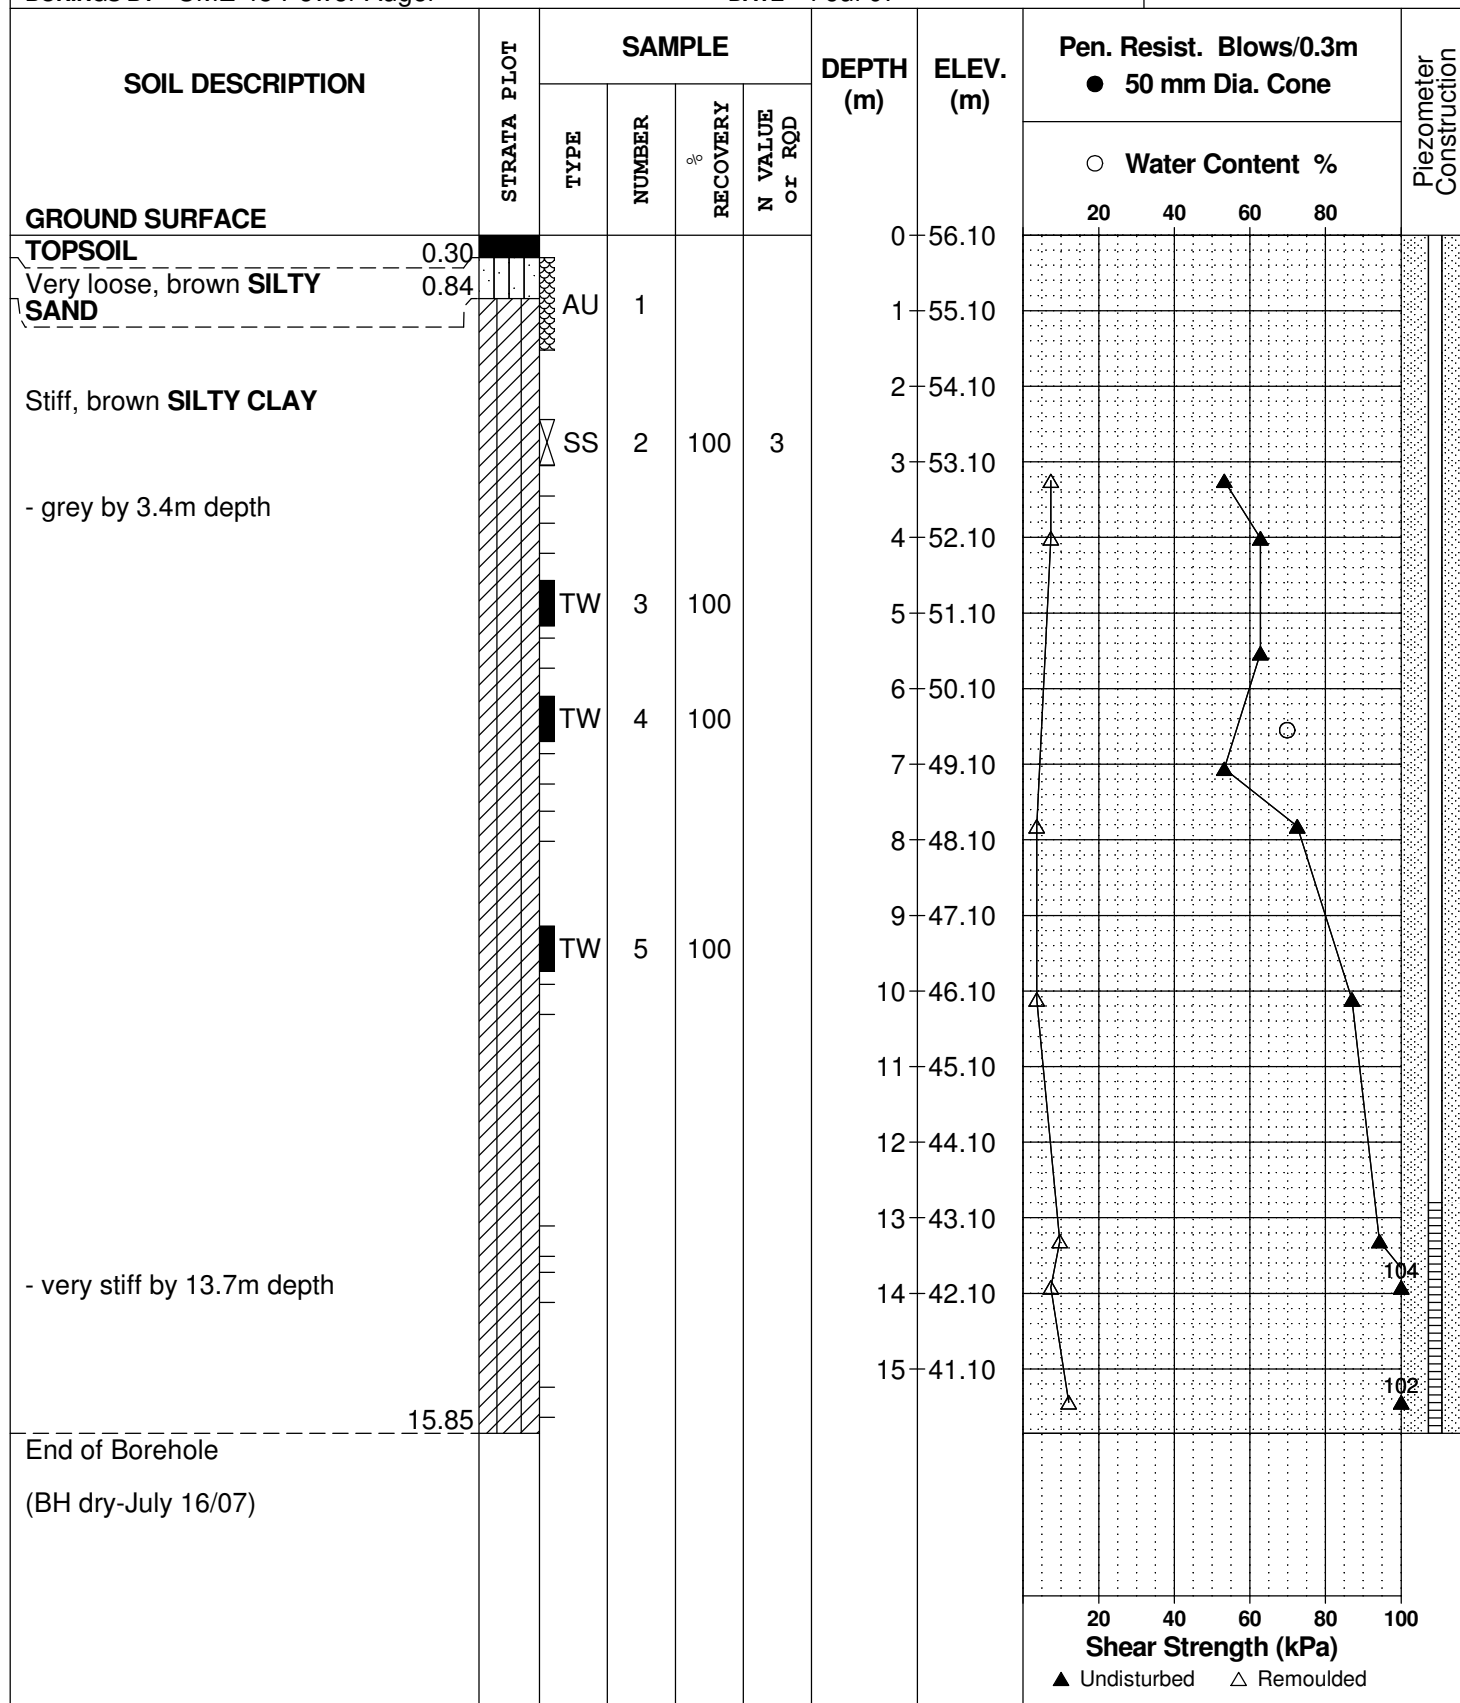 SOIL DESCRIPTION
GROUND SURFACE
STRATA PLOT
SAMPLE
TYPE
NUMBER
% RECOVERY
N VALUE or RQD
DEPTH (m)
ELEV. (m)
Pen. Resist. Blows/0.3m
● 50 mm Dia. Cone
○ Water Content %
20 40 60 80
Piezometer Construction
TOPSOIL 0.30
Very loose, brown SILTY SAND 0.84
Stiff, brown SILTY CLAY
- grey by 3.4m depth
- very stiff by 13.7m depth
15.85
End of Borehole
(BH dry-July 16/07)
AU 1
SS 2 100 3
TW 3 100
TW 4 100
TW 5 100
0 56.10
1 55.10
2 54.10
3 53.10
4 52.10
5 51.10
6 50.10
7 49.10
8 48.10
9 47.10
10 46.10
11 45.10
12 44.10
13 43.10
14 42.10
15 41.10
104
102
20 40 60 80 100
Shear Strength (kPa)
▲ Undisturbed △ Remoulded